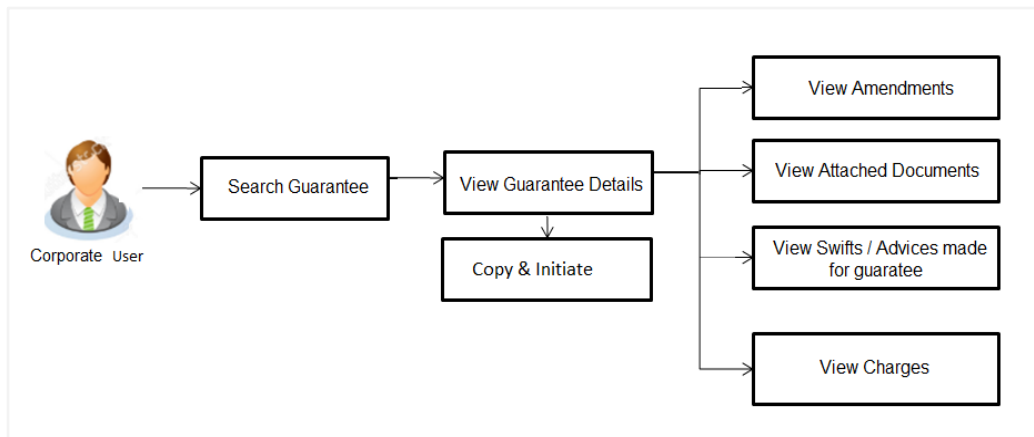 Corporate User
Search Guarantee
View Guarantee Details
Copy & Initiate
View Amendments
View Attached Documents
View Swifts / Advices made
for guaratee
View Charges